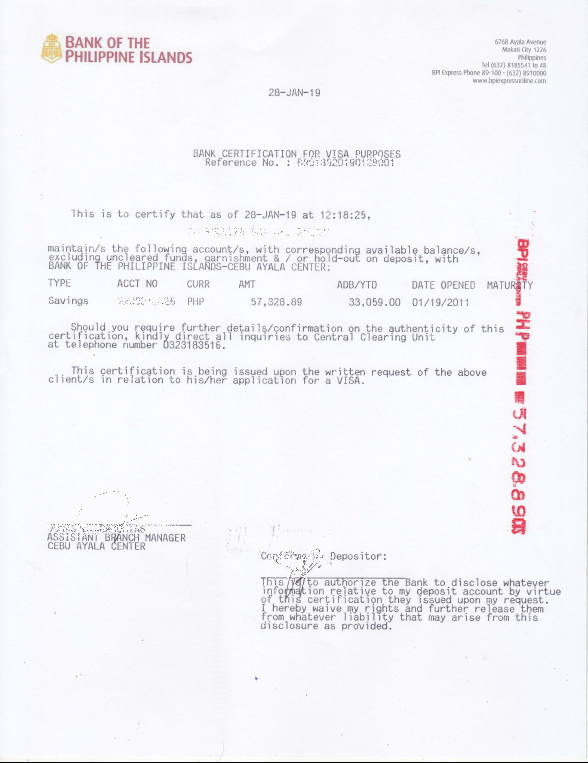 BANK OF THE
PHILIPPINE ISLANDS
6768 Ayala Avenue
Makati City 1226
Philippines
Tel (632) 8185541 to 48
BPI Express Phone 89-100 • (632) 8910000
www.bpiexpressonline.com
28-JAN-19
BANK CERTIFICATION FOR VISA PURPOSES
Reference No. :
This is to certify that as of 28-JAN-19 at 12:18:25,
maintain/s the following account/s, with corresponding available balance/s,
excluding uncleared funds, garnishment & / or hold-out on deposit, with
BANK OF THE PHILIPPINE ISLANDS-CEBU AYALA CENTER:
TYPE ACCT NO CURR AMT ADB/YTD DATE OPENED MATURITY
Savings PHP 57,328.89 33,059.00 01/19/2011
Should you require further details/confirmation on the authenticity of this
certification, kindly direct all inquiries to Central Clearing Unit
at telephone number 0323183516.
This certification is being issued upon the written request of the above
client/s in relation to his/her application for a VISA.
BPI PHP 57,328.89
ASSISTANT BRANCH MANAGER
CEBU AYALA CENTER
Depositor:
This is to authorize the Bank to disclose whatever
information relative to my deposit account by virtue
of this certification they issued upon my request.
I hereby waive my rights and further release them
from whatever liability that may arise from this
disclosure as provided.